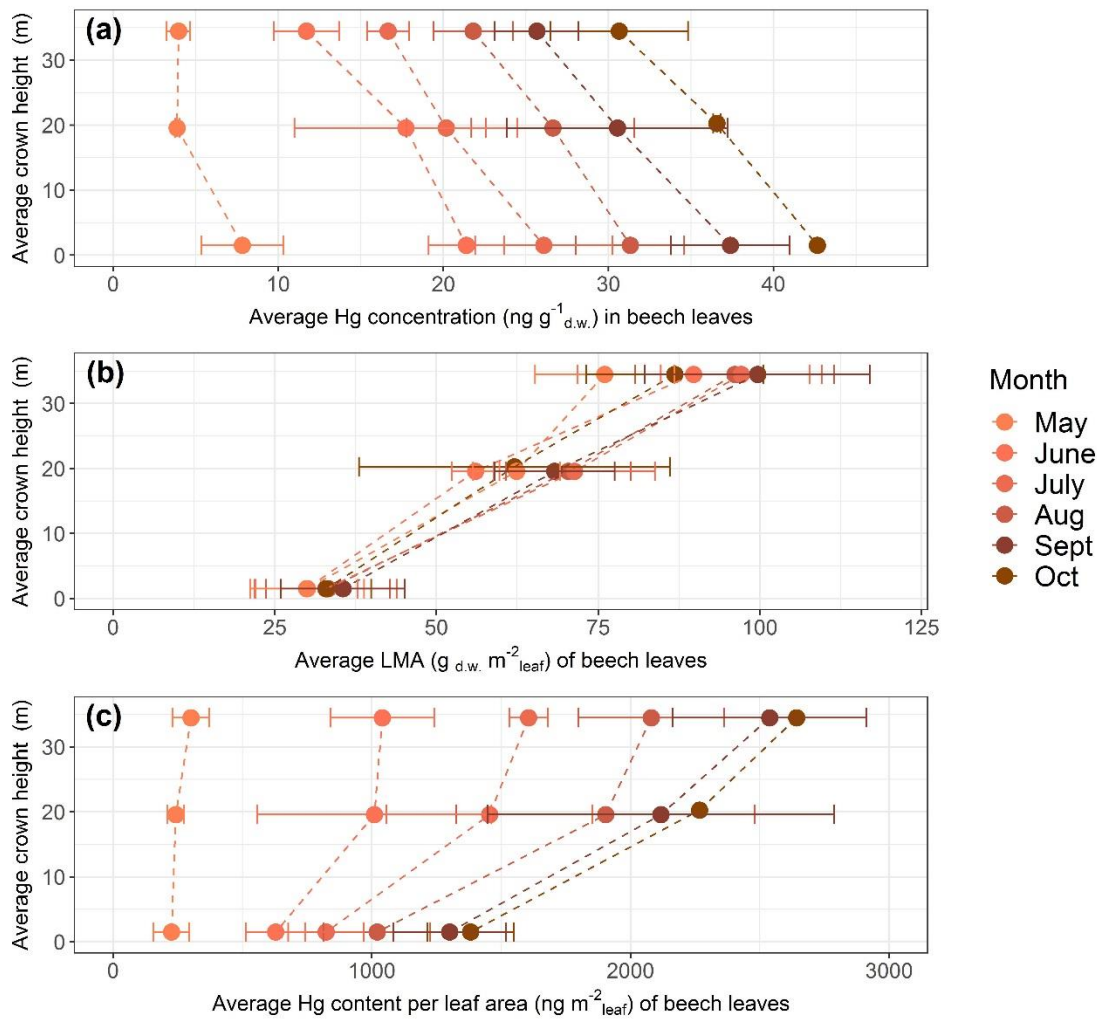 (a)
Average crown height (m)
30
20
10
0
0 10 20 30 40
Average Hg concentration (ng g⁻¹ d.w.) in beech leaves
(b)
Average crown height (m)
30
20
10
0
0 25 50 75 100 125
Average LMA (g d.w. m⁻² leaf) of beech leaves
(c)
Average crown height (m)
30
20
10
0
0 1000 2000 3000
Average Hg content per leaf area (ng m⁻² leaf) of beech leaves
Month
May
June
July
Aug
Sept
Oct